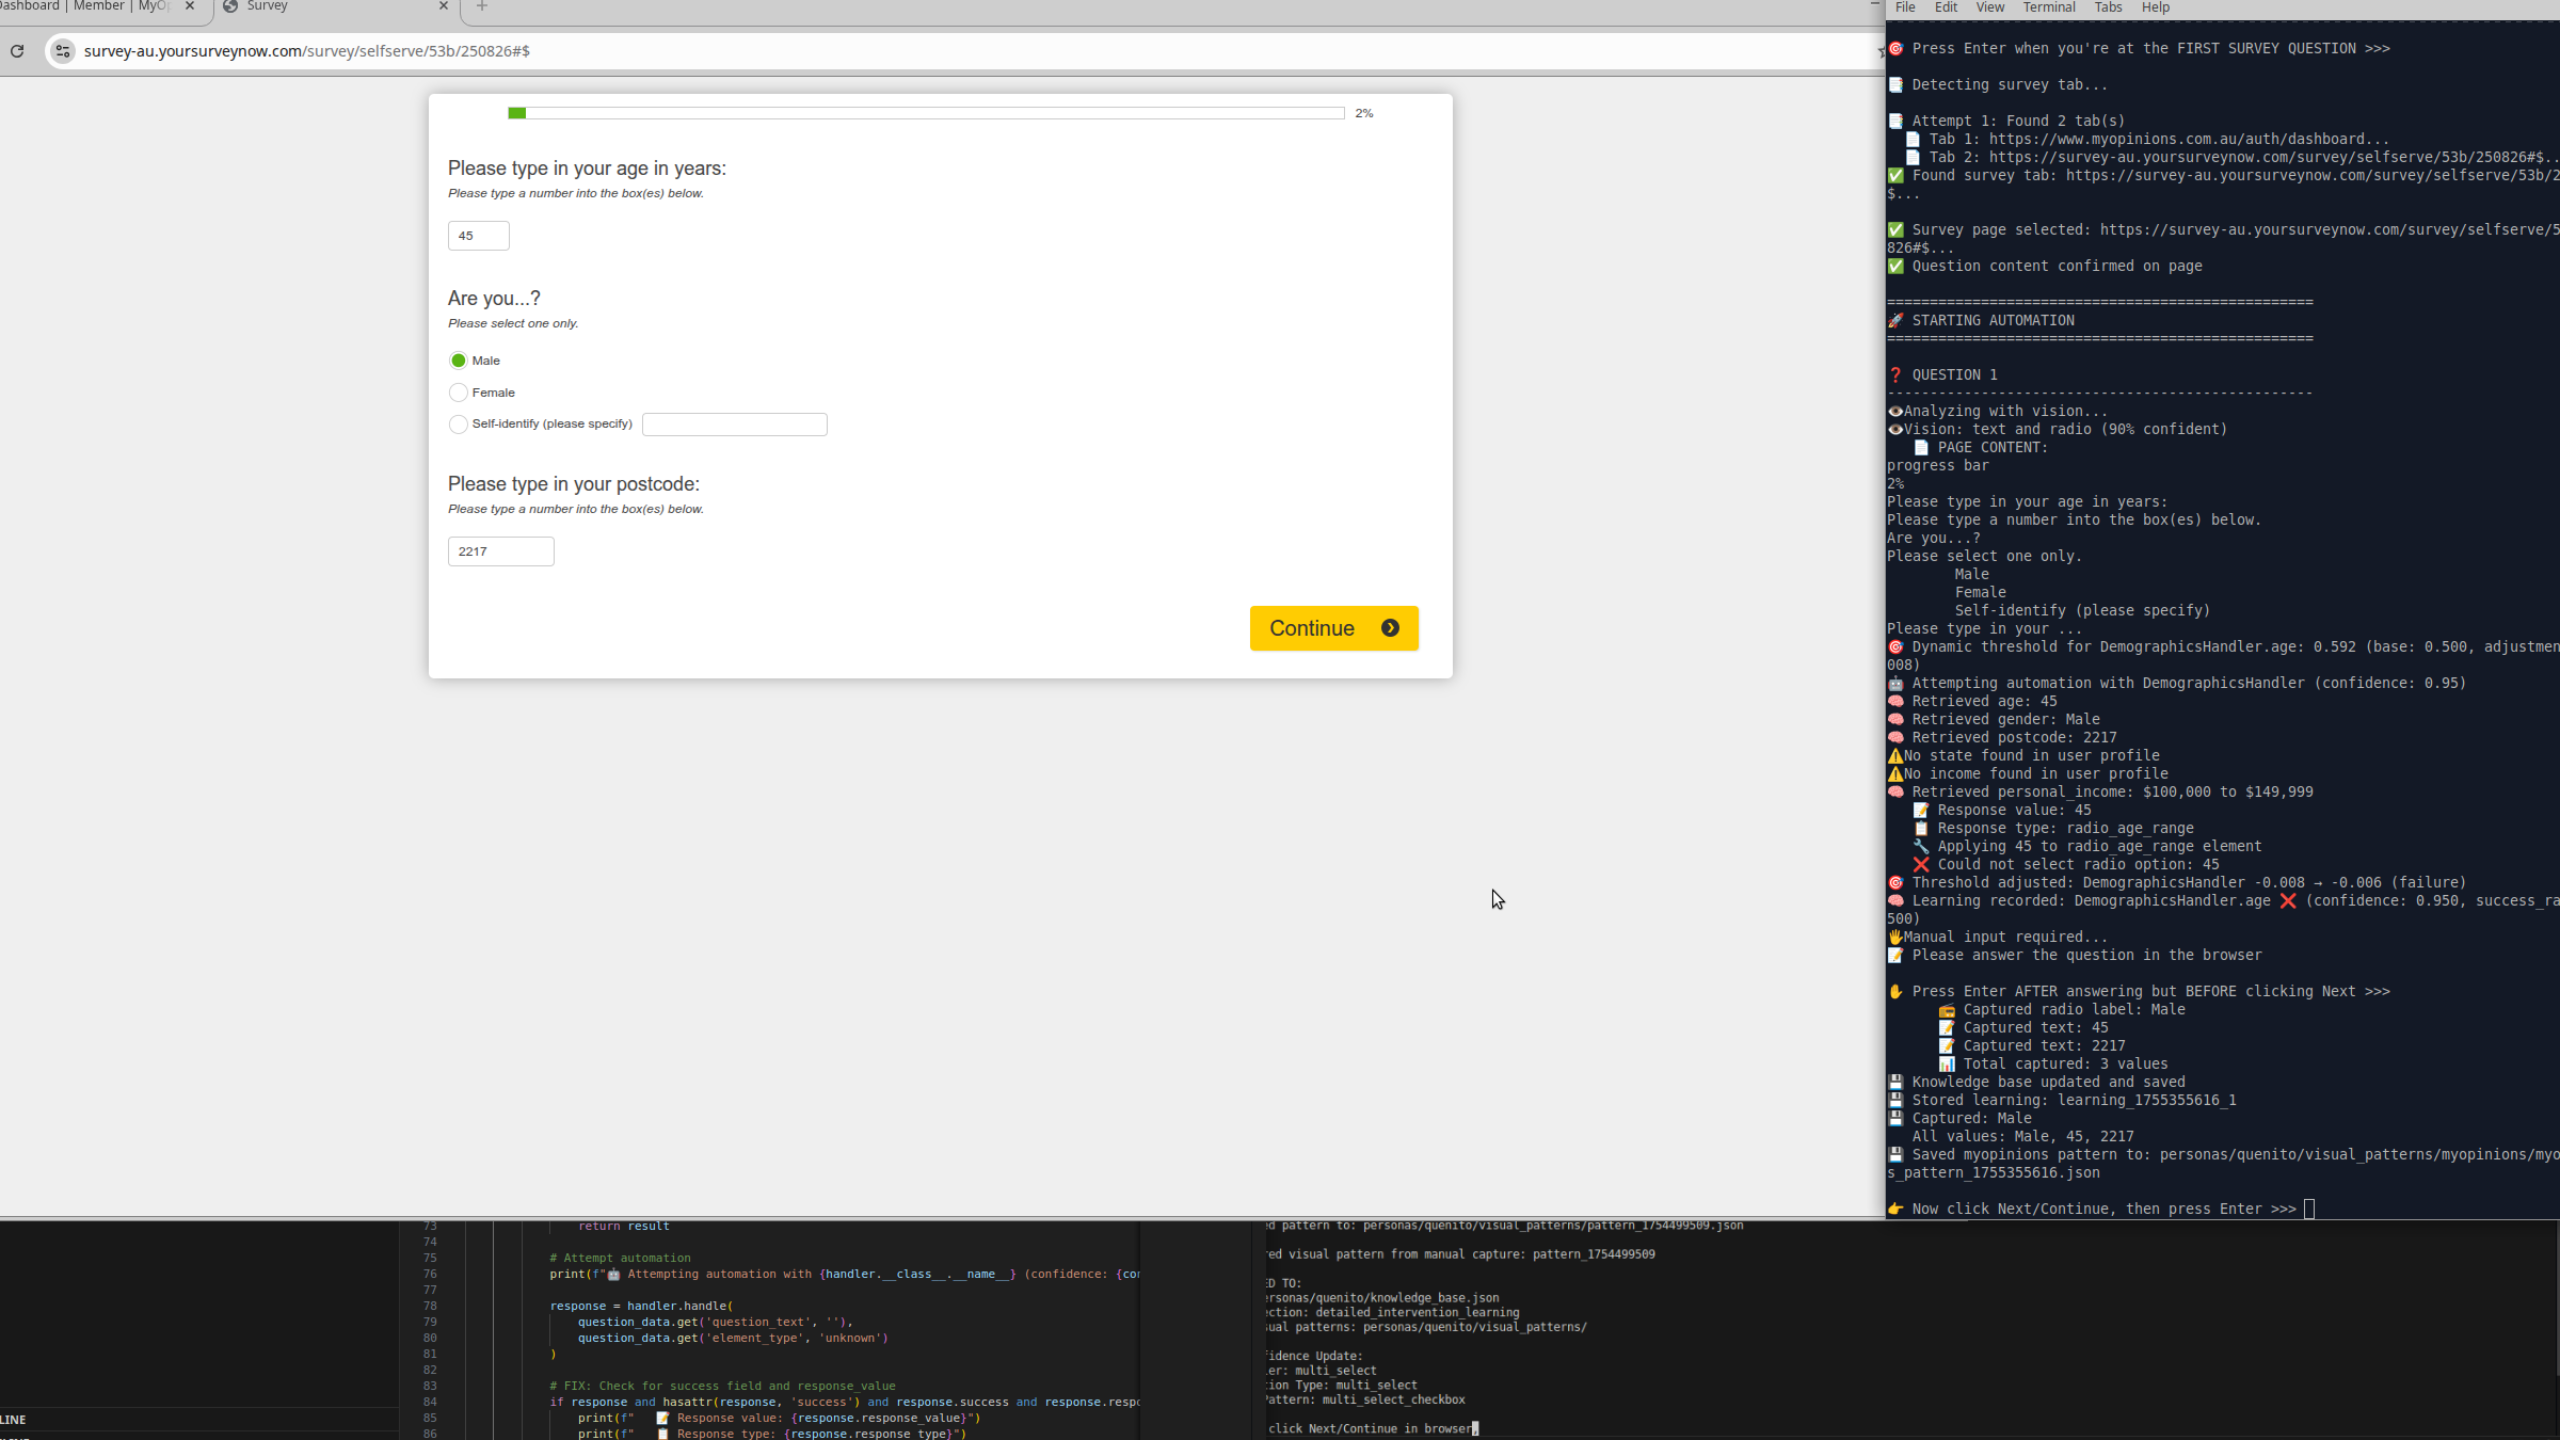 Dashboard | Member | MyO
Survey
survey-au.yoursurveynow.com/survey/selfserve/53b/250826#$
2%
Please type in your age in years:
Please type a number into the box(es) below.
45
Are you...?
Please select one only.
Male
Female
Self-identify (please specify)
Please type in your postcode:
Please type a number into the box(es) below.
2217
Continue
File Edit View Terminal Tabs Help
🎯 Press Enter when you're at the FIRST SURVEY QUESTION >>>
📑 Detecting survey tab...
📑 Attempt 1: Found 2 tab(s)
📄 Tab 1: https://www.myopinions.com.au/auth/dashboard...
📄 Tab 2: https://survey-au.yoursurveynow.com/survey/selfserve/53b/250826#$..
✅ Found survey tab: https://survey-au.yoursurveynow.com/survey/selfserve/53b/2
$...
✅ Survey page selected: https://survey-au.yoursurveynow.com/survey/selfserve/5
826#$...
✅ Question content confirmed on page
==================================================
🚀 STARTING AUTOMATION
==================================================
❓ QUESTION 1
--------------------------------------------------
👁️Analyzing with vision...
👁️Vision: text and radio (90% confident)
📄 PAGE CONTENT:
progress bar
2%
Please type in your age in years:
Please type a number into the box(es) below.
Are you...?
Please select one only.
Male
Female
Self-identify (please specify)
Please type in your ...
🎯 Dynamic threshold for DemographicsHandler.age: 0.592 (base: 0.500, adjustmen
008)
🤖 Attempting automation with DemographicsHandler (confidence: 0.95)
🧠 Retrieved age: 45
🧠 Retrieved gender: Male
🧠 Retrieved postcode: 2217
⚠️No state found in user profile
⚠️No income found in user profile
🧠 Retrieved personal_income: $100,000 to $149,999
📝 Response value: 45
📋 Response type: radio_age_range
🔧 Applying 45 to radio_age_range element
❌ Could not select radio option: 45
🎯 Threshold adjusted: DemographicsHandler -0.008 → -0.006 (failure)
🧠 Learning recorded: DemographicsHandler.age ❌ (confidence: 0.950, success_ra
500)
🖐️Manual input required...
📝 Please answer the question in the browser
✋ Press Enter AFTER answering but BEFORE clicking Next >>>
📻 Captured radio label: Male
📝 Captured text: 45
📝 Captured text: 2217
📊 Total captured: 3 values
💾 Knowledge base updated and saved
💾 Stored learning: learning_1755355616_1
💾 Captured: Male
All values: Male, 45, 2217
💾 Saved myopinions pattern to: personas/quenito/visual_patterns/myopinions/myo
s_pattern_1755355616.json
👉 Now click Next/Continue, then press Enter >>>
73 return result
74
75 # Attempt automation
76 print(f"🤖 Attempting automation with {handler.__class__.__name__} (confidence: {con
77
78 response = handler.handle(
79 question_data.get('question_text', ''),
80 question_data.get('element_type', 'unknown')
81 )
82
83 # FIX: Check for success field and response_value
84 if response and hasattr(response, 'success') and response.success and response.respo
85 print(f" 📝 Response value: {response.response_value}")
86 print(f" 📋 Response type: {response.response_type}")
LINE
ed pattern to: personas/quenito/visual_patterns/pattern_1754499509.json
red visual pattern from manual capture: pattern_1754499509
ED TO:
ersonas/quenito/knowledge_base.json
ection: detailed_intervention_learning
sual patterns: personas/quenito/visual_patterns/
fidence Update:
ler: multi_select
tion Type: multi_select
Pattern: multi_select_checkbox
click Next/Continue in browser,